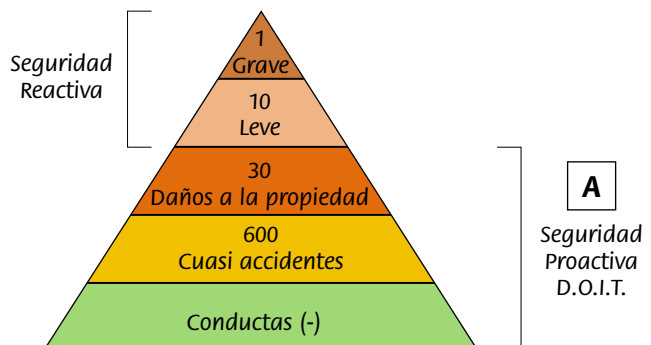 Seguridad
Reactiva
1
Grave
10
Leve
30
Daños a la propiedad
600
Cuasi accidentes
Conductas (-)
A
Seguridad
Proactiva
D.O.I.T.